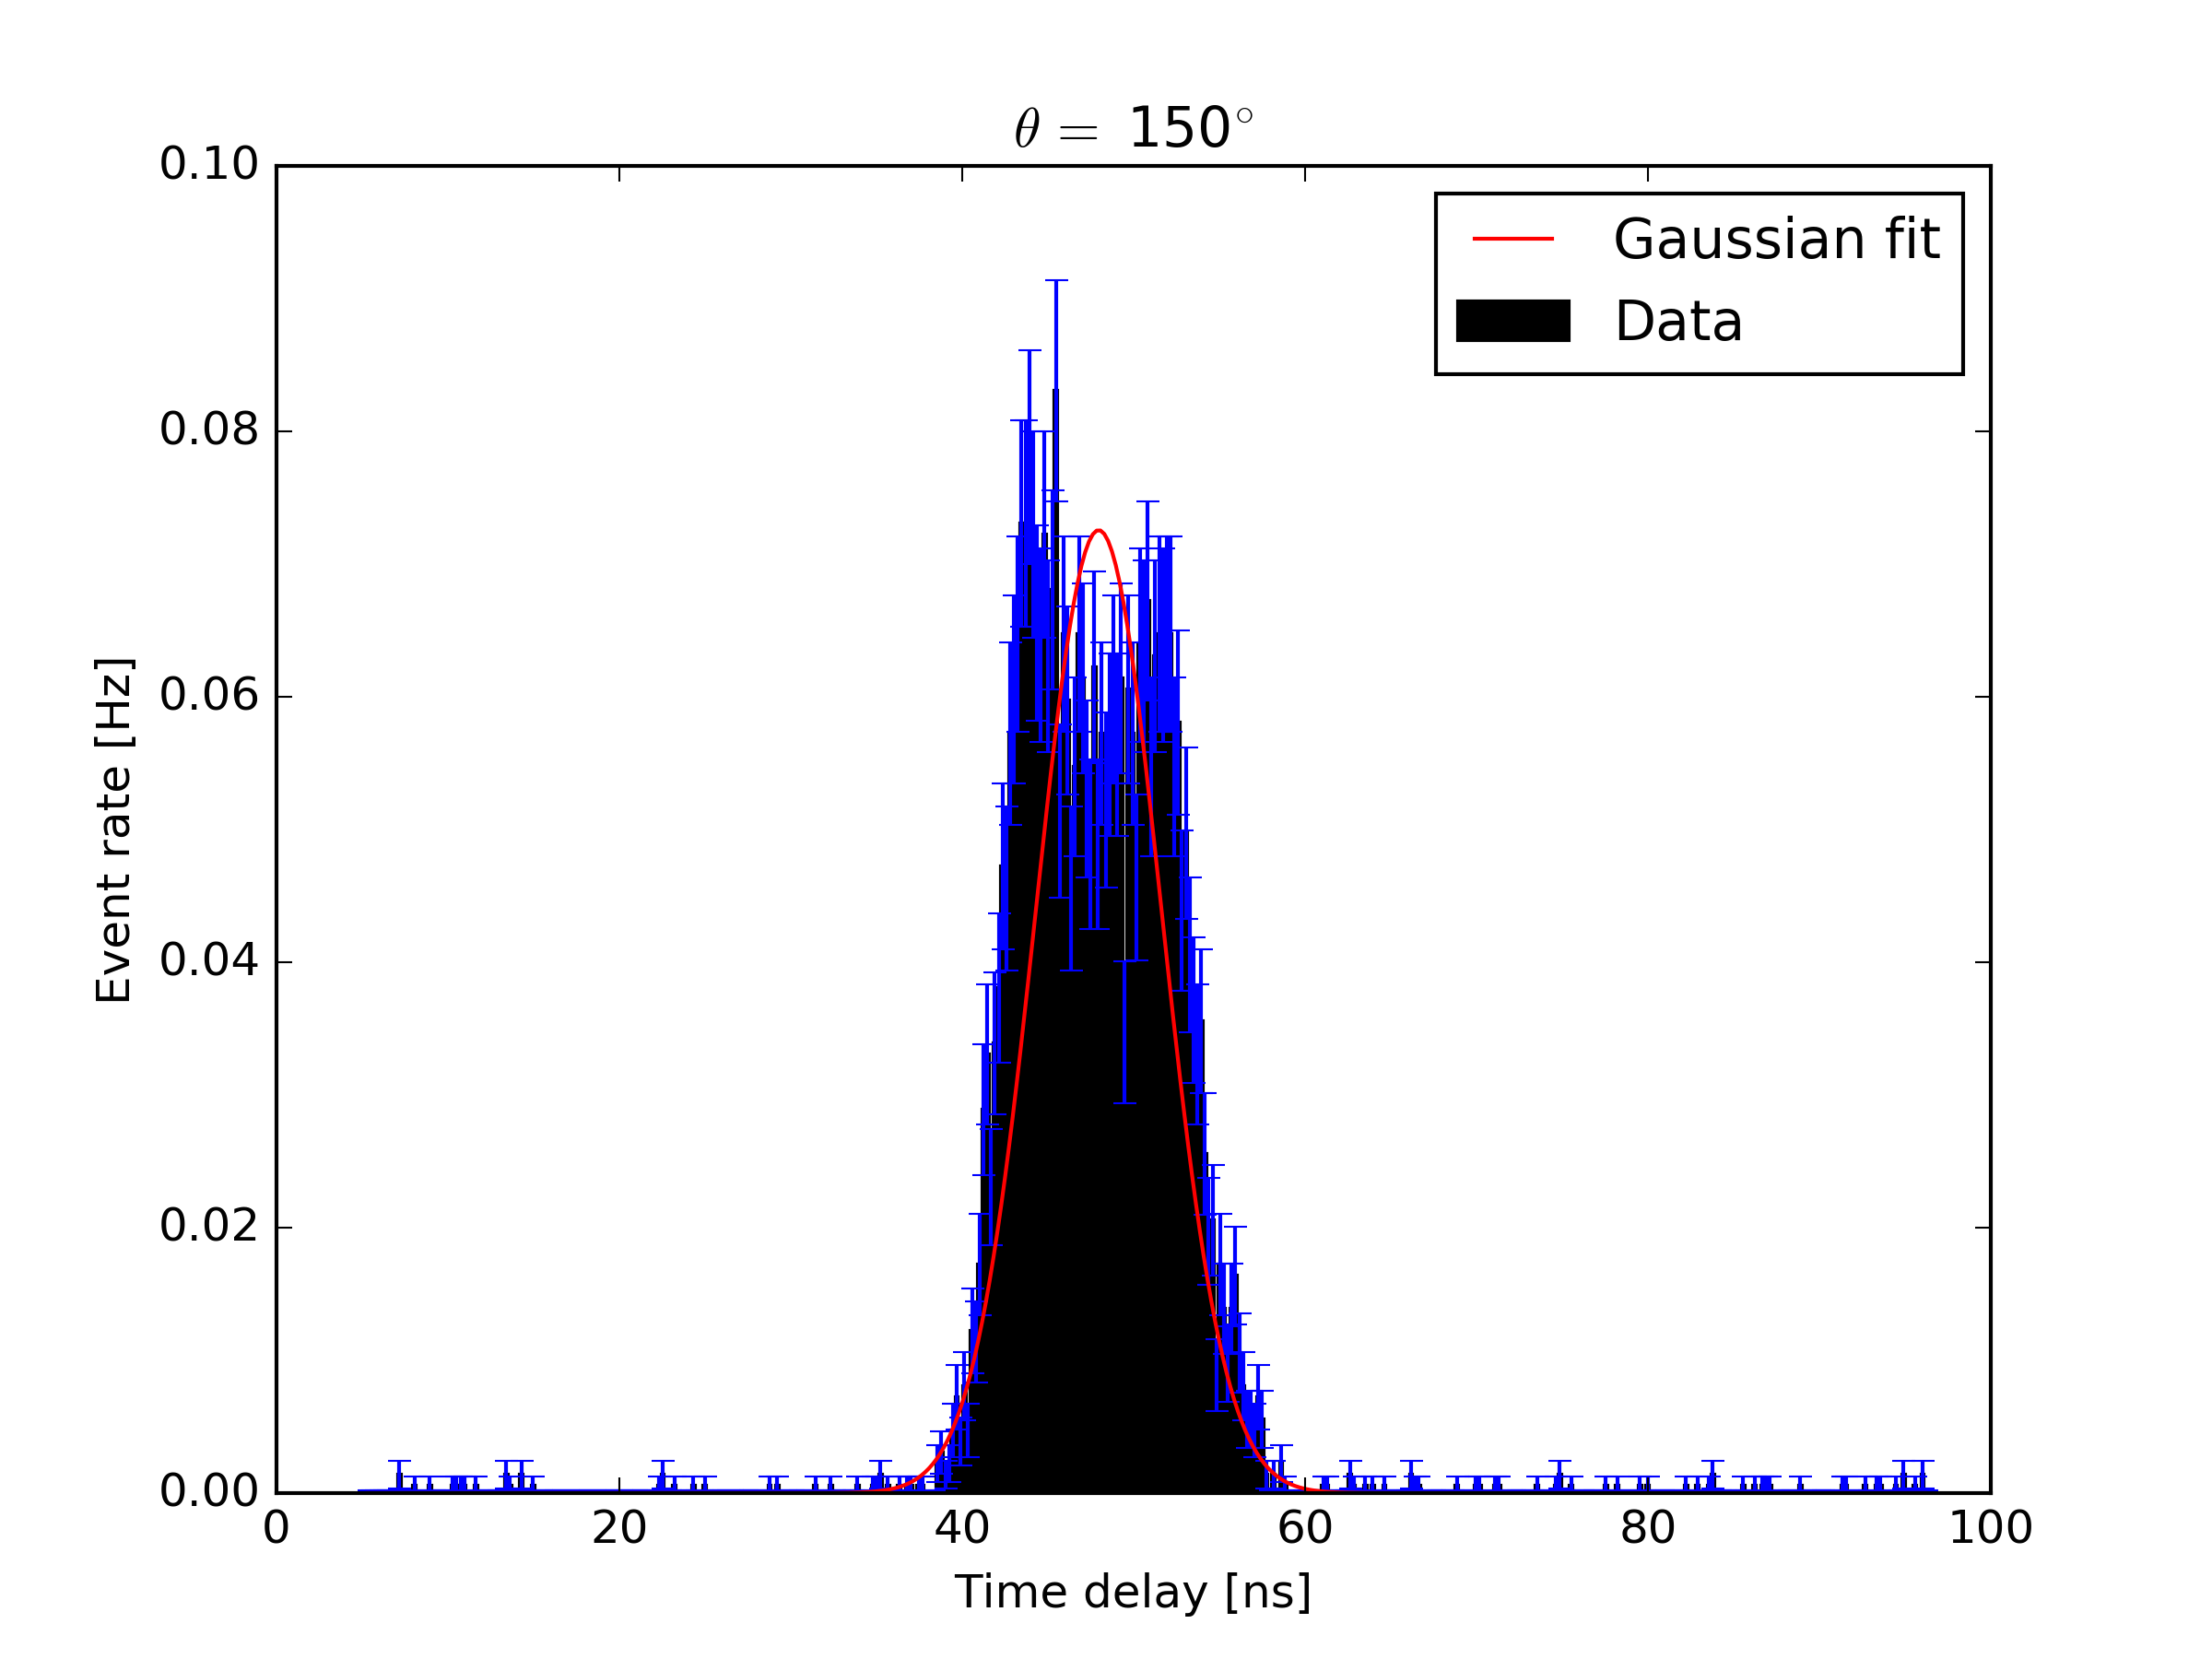 θ = 150°
Gaussian fit
Data
Event rate [Hz]
0.10
0.08
0.06
0.04
0.02
0.00
0 20 40 60 80 100
Time delay [ns]